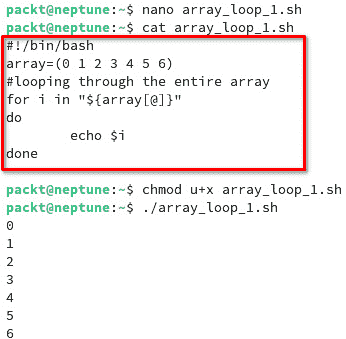 packt@neptune:~$ nano array_loop_1.sh
packt@neptune:~$ cat array_loop_1.sh
#!/bin/bash
array=(0 1 2 3 4 5 6)
#looping through the entire array
for i in "${array[@]}"
do
        echo $i
done
packt@neptune:~$ chmod u+x array_loop_1.sh
packt@neptune:~$ ./array_loop_1.sh
0
1
2
3
4
5
6